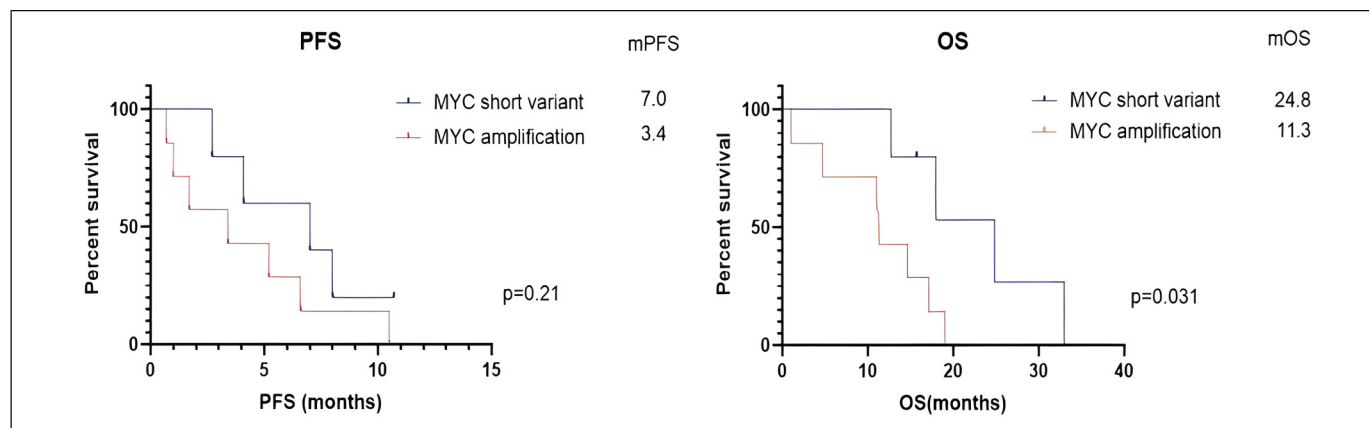 PFS
mPFS
MYC short variant 7.0
MYC amplification 3.4
100
50
0
Percent survival
p=0.21
0 5 10 15
PFS (months)
OS
mOS
MYC short variant 24.8
MYC amplification 11.3
100
50
0
Percent survival
p=0.031
0 10 20 30 40
OS(months)